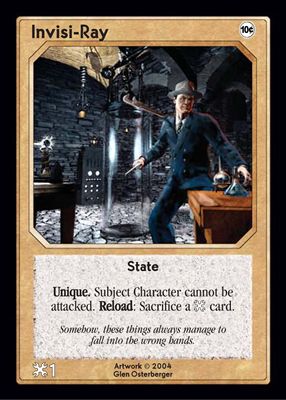 Invisi-Ray
10¢
State
Unique. Subject Character cannot be
attacked. Reload: Sacrifice a card.
Somehow, these things always manage to
fall into the wrong hands.
Artwork © 2004
Glen Osterberger
1